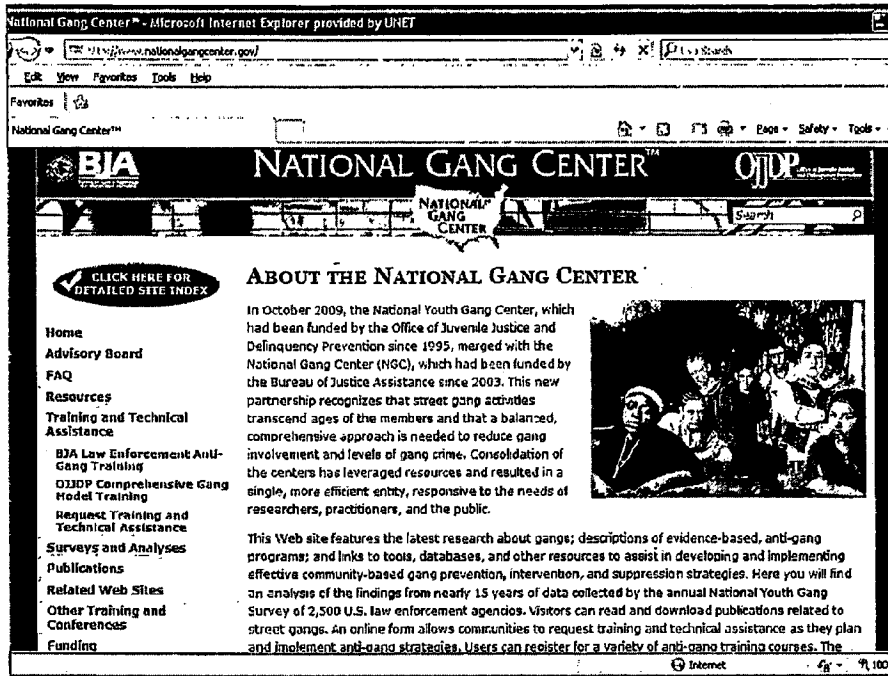 National Gang Center™ - Microsoft Internet Explorer provided by UNET
www.nationalgangcenter.gov/
Edit View Favorites Tools Help
Favorites
National Gang Center™
Page Safety Tools
BJA NATIONAL GANG CENTER™ OJJDP
NATIONAL
GANG
CENTER
Search
CLICK HERE FOR
DETAILED SITE INDEX
Home
Advisory Board
FAQ
Resources
Training and Technical
Assistance
BJA Law Enforcement Anti-
Gang Training
OJJDP Comprehensive Gang
Model Training
Request Training and
Technical Assistance
Surveys and Analyses
Publications
Related Web Sites
Other Training and
Conferences
Funding
ABOUT THE NATIONAL GANG CENTER
In October 2009, the National Youth Gang Center, which
had been funded by the Office of Juvenile Justice and
Delinquency Prevention since 1995, merged with the
National Gang Center (NGC), which had been funded by
the Bureau of Justice Assistance since 2003. This new
partnership recognizes that street gang activities
transcend ages of the members and that a balanced,
comprehensive approach is needed to reduce gang
involvement and levels of gang crime. Consolidation of
the centers has leveraged resources and resulted in a
single, more efficient entity, responsive to the needs of
researchers, practitioners, and the public.
This Web site features the latest research about gangs; descriptions of evidence-based, anti-gang
programs; and links to tools, databases, and other resources to assist in developing and implementing
effective community-based gang prevention, intervention, and suppression strategies. Here you will find
an analysis of the findings from nearly 15 years of data collected by the annual National Youth Gang
Survey of 2,500 U.S. law enforcement agencies. Visitors can read and download publications related to
street gangs. An online form allows communities to request training and technical assistance as they plan
and implement anti-gang strategies. Users can register for a variety of anti-gang training courses. The
Internet 100